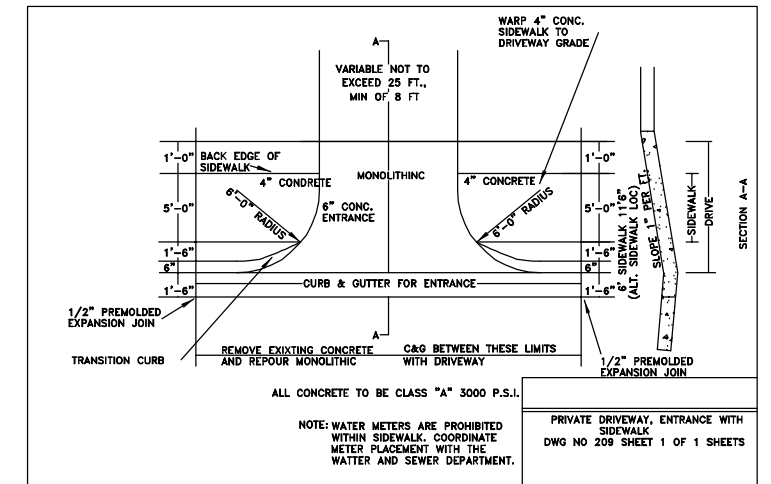 WARP 4" CONC.
SIDEWALK TO
DRIVEWAY GRADE
A
VARIABLE NOT TO
EXCEED 25 FT.,
MIN OF 8 FT
1'-0"
BACK EDGE OF
SIDEWALK
MONOLITHINC
4" CONDRETE
4" CONCRETE
1'-0"
5'-0"
6'-0" RADIUS
6" CONC.
ENTRANCE
6'-0" RADIUS
5'-0"
6" SIDEWALK 11'6"
(ALT. SIDEWALK LOC)
SLOPE 1" PER FT.
SIDEWALK
DRIVE
SECTION A-A
1'-6"
1'-6"
6"
6"
CURB & GUTTER FOR ENTRANCE
1'-6"
1'-6"
1/2" PREMOLDED
EXPANSION JOIN
A
TRANSITION CURB
REMOVE EXIXTING CONCRETE
AND REPOUR MONOLITHIC
C&G BETWEEN THESE LIMITS
WITH DRIVEWAY
1/2" PREMOLDED
EXPANSION JOIN
ALL CONCRETE TO BE CLASS "A" 3000 P.S.I.
NOTE: WATER METERS ARE PROHIBITED
WITHIN SIDEWALK. COORDINATE
METER PLACEMENT WITH THE
WATTER AND SEWER DEPARTMENT.
PRIVATE DRIVEWAY, ENTRANCE WITH
SIDEWALK
DWG NO 209 SHEET 1 OF 1 SHEETS